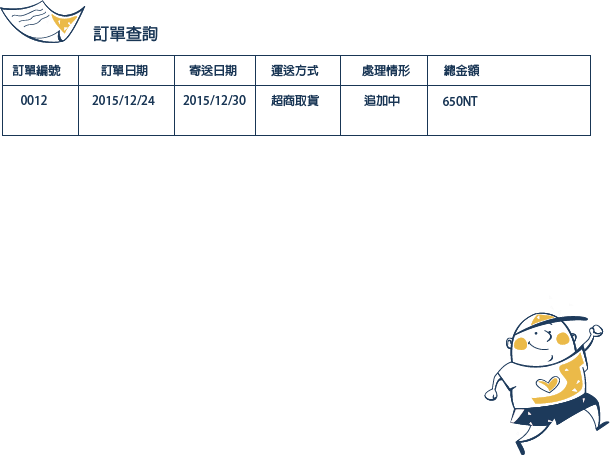 訂單查詢
訂單編號 訂單日期 寄送日期 運送方式 處理情形 總金額
0012 2015/12/24 2015/12/30 超商取貨 追加中 650NT